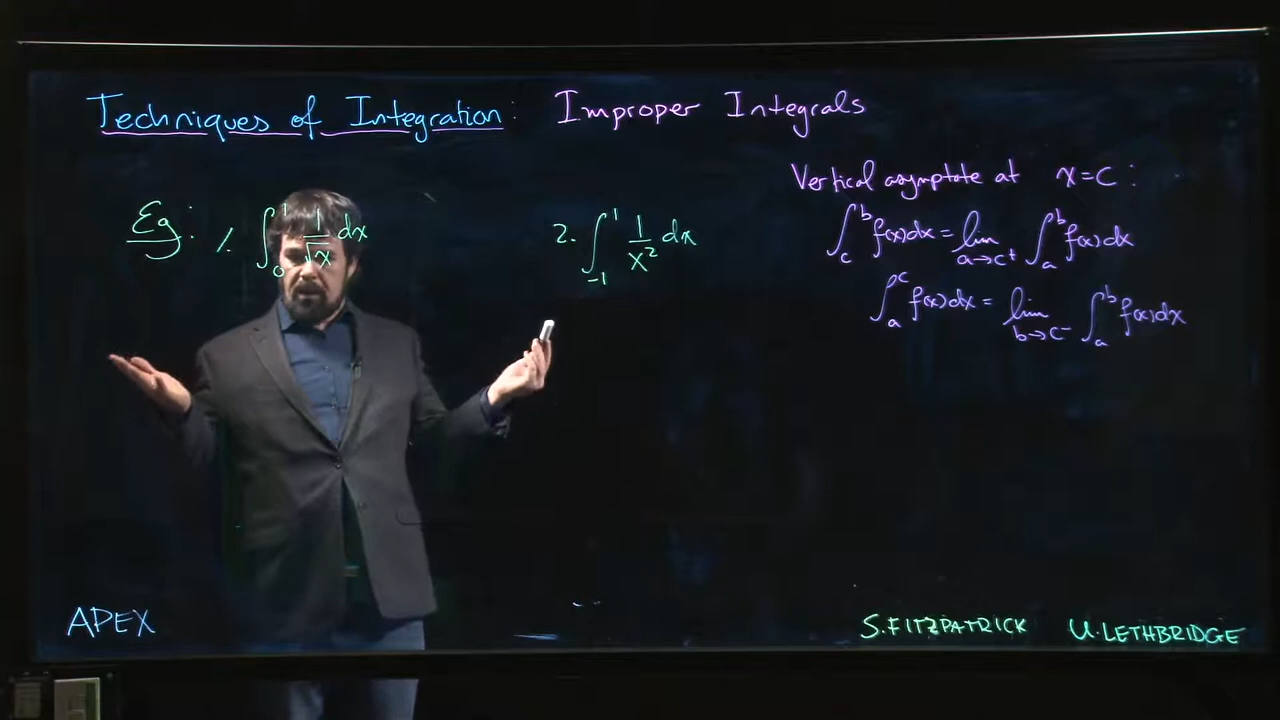 Techniques of Integration: Improper Integrals
Vertical asymptote at x=c:
Eg: 1. ∫₀¹ 1/√x dx
2. ∫₋₁¹ 1/x² dx
∫_c^b f(x)dx = lim_{a→c⁺} ∫_a^b f(x)dx
∫_a^c f(x)dx = lim_{b→c⁻} ∫_a^b f(x)dx
APEX
S.FITZPATRICK U.LETHBRIDGE